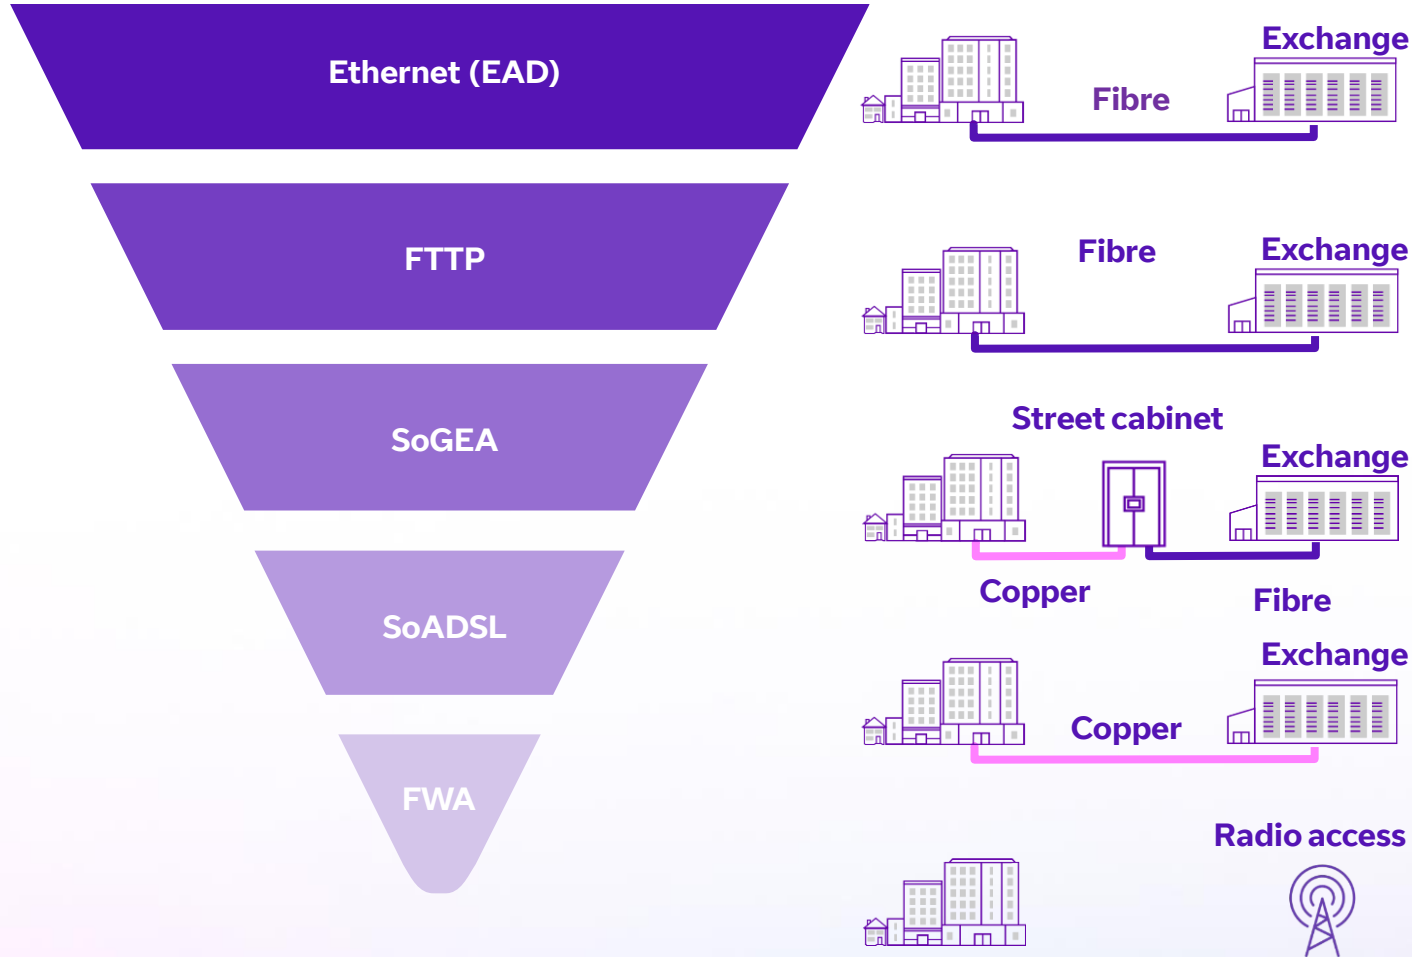 Ethernet (EAD)
Exchange
Fibre
FTTP
Fibre
Exchange
SoGEA
Street cabinet
Exchange
Copper
Fibre
SoADSL
Exchange
Copper
FWA
Radio access